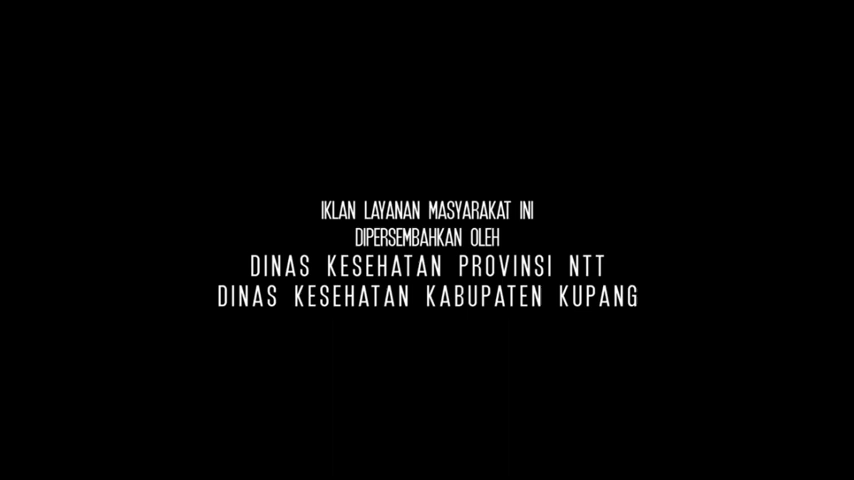 IKLAN LAYANAN MASYARAKAT INI
DIPERSEMBAHKAN OLEH
DINAS KESEHATAN PROVINSI NTT
DINAS KESEHATAN KABUPATEN KUPANG